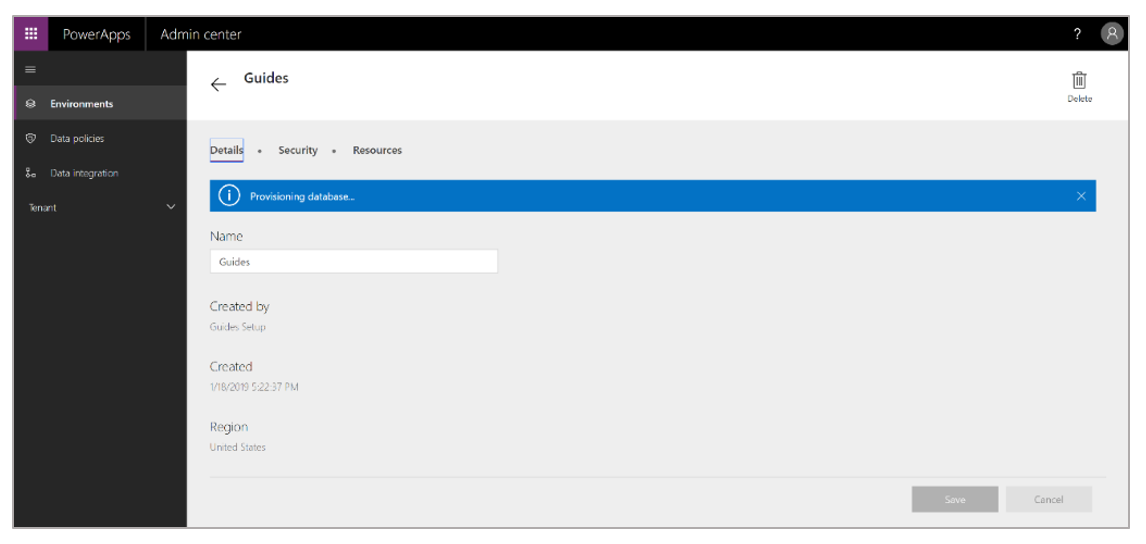 PowerApps Admin center ?
Guides
Delete
Environments
Data policies
Data integration
Tenant
Details • Security • Resources
Provisioning database...
Name
Guides
Created by
Guides Setup
Created
1/18/2019 5:22:37 PM
Region
United States
Save Cancel